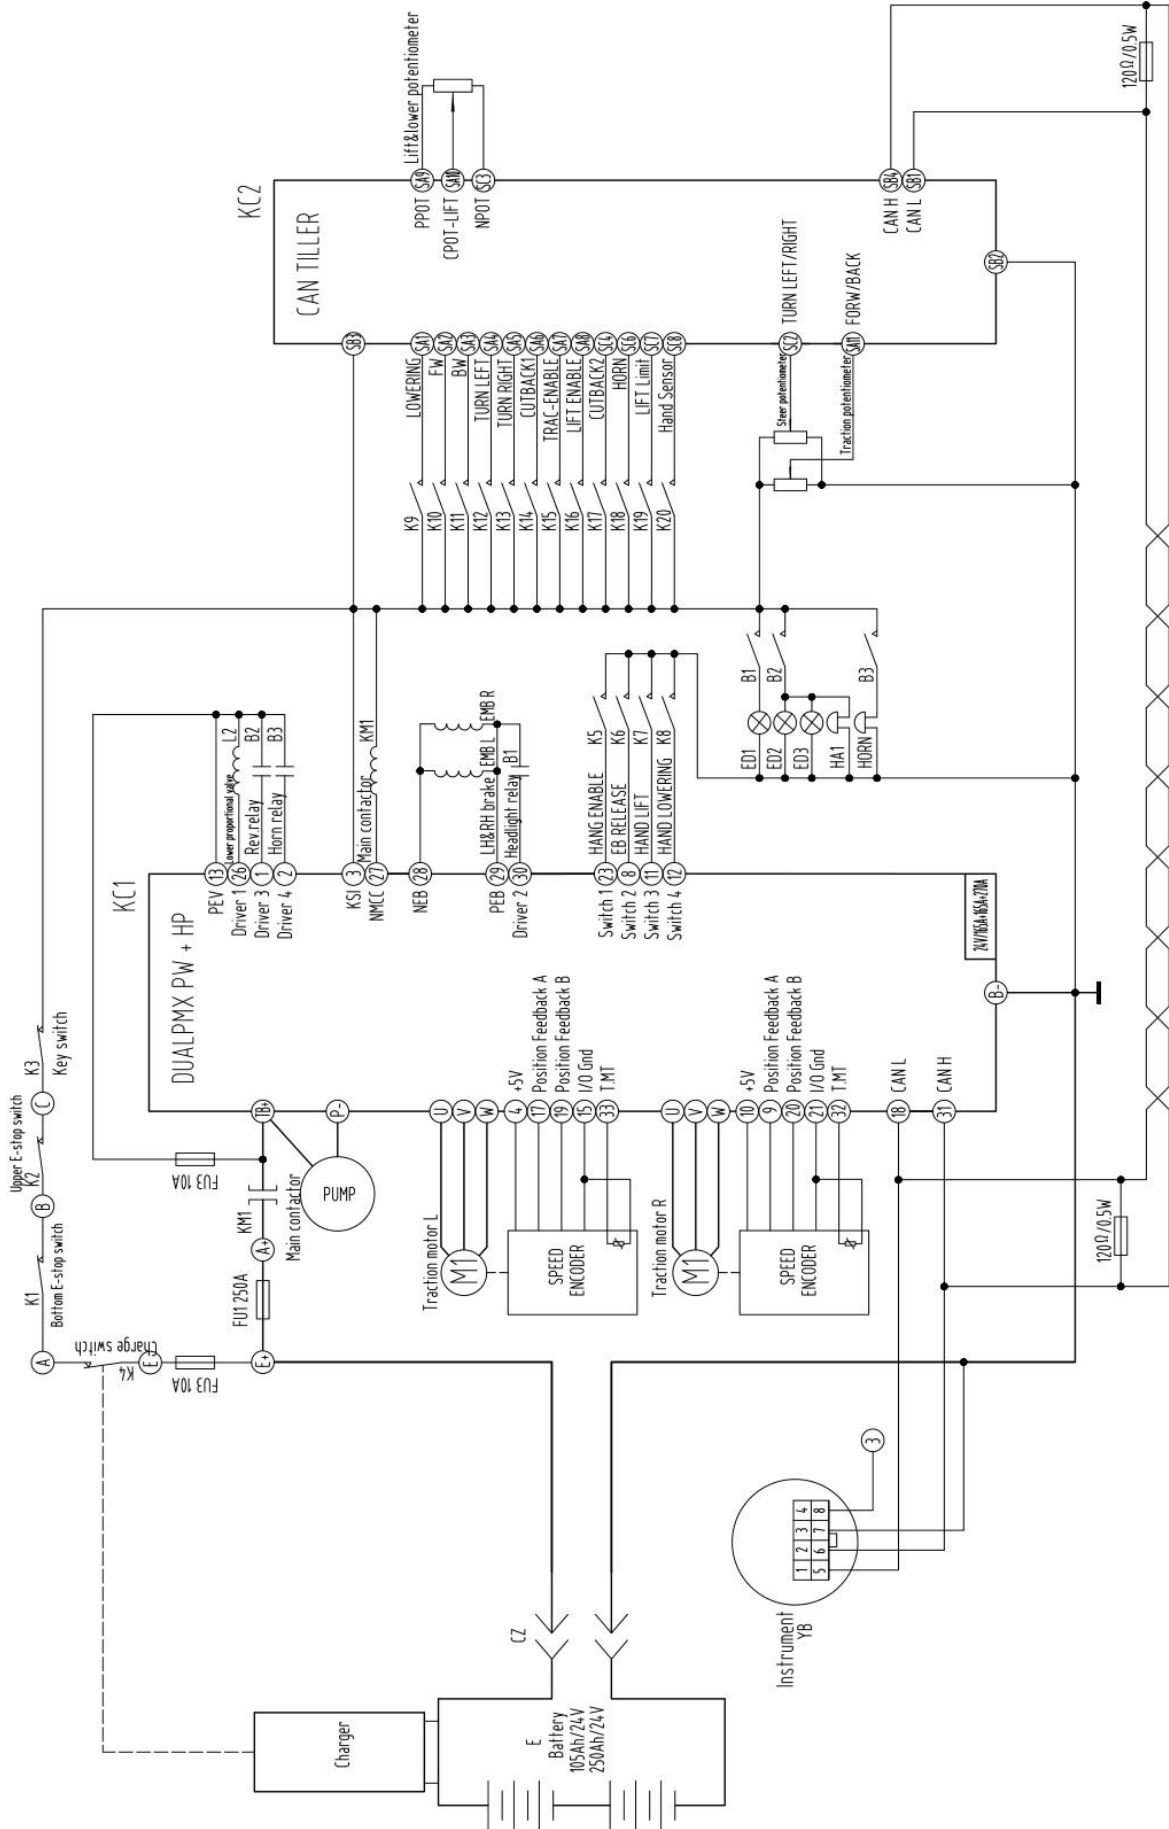 Charger
E
Battery
105Ah/24V
250Ah/24V
CZ
Instrument
YB
1
2
3
4
5
6
7
8
3
A
K1
Bottom E-stop switch
B
K2
Upper E-stop switch
C
K3
Key switch
Charge switch
K4
E
FU3 10A
E+
FU1 250A
A+
KM1
Main contactor
FU3 10A
PUMP
Traction motor L
M1
SPEED
ENCODER
Traction motor R
M1
SPEED
ENCODER
120Ω/0.5W
KC1
DUALPMX PW + HP
TB+
P-
U
V
W
4
+5V
17
Position Feedback A
19
Position Feedback B
15
I/O Gnd
33
T.MT
U
V
W
10
+5V
9
Position Feedback A
20
Position Feedback B
21
I/O Gnd
32
T.MT
18
CAN L
31
CAN H
B-
24V/165A+165A+270A
PEV
13
Driver 1
26
Lower proportional valve
L2
Driver 3
1
Rev.relay
B2
Driver 4
2
Horn relay
B3
KSI
3
NMCC
27
Main contactor
KM1
NEB
28
EMB L
EMB R
PEB
29
LH&RH brake
Driver 2
30
Headlight relay
B1
Switch 1
23
HANG ENABLE
K5
Switch 2
8
EB RELEASE
K6
Switch 3
11
HAND LIFT
K7
Switch 4
12
HAND LOWERING
K8
ED1
B1
ED2
B2
ED3
HA1
HORN
B3
KC2
CAN TILLER
SB3
K9
LOWERING
SA1
K10
FW
SA2
K11
BW
SA3
K12
TURN LEFT
SA4
K13
TURN RIGHT
SA5
K14
CUTBACK1
SA6
K15
TRAC-ENABLE
SA7
K16
LIFT ENABLE
SA8
K17
CUTBACK2
SC4
K18
HORN
SC6
K19
LIFT Limit
SC7
K20
Hand Sensor
SC8
Steer potentiometer
SC2
TURN LEFT/RIGHT
Traction potentiometer
SA11
FORW/BACK
SB2
PPOT
SA9
Lift&lower potentiometer
CPOT-LIFT
SA10
NPOT
SC3
CAN H
SB4
CAN L
SB1
120Ω/0.5W